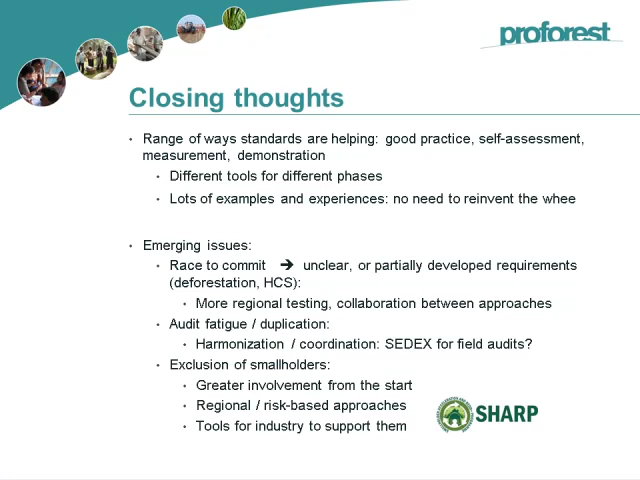 proforest
Closing thoughts
• Range of ways standards are helping: good practice, self-assessment,
measurement, demonstration
• Different tools for different phases
• Lots of examples and experiences: no need to reinvent the whee
• Emerging issues:
• Race to commit ➔ unclear, or partially developed requirements
(deforestation, HCS):
• More regional testing, collaboration between approaches
• Audit fatigue / duplication:
• Harmonization / coordination: SEDEX for field audits?
• Exclusion of smallholders:
• Greater involvement from the start
• Regional / risk-based approaches
• Tools for industry to support them
SHARP